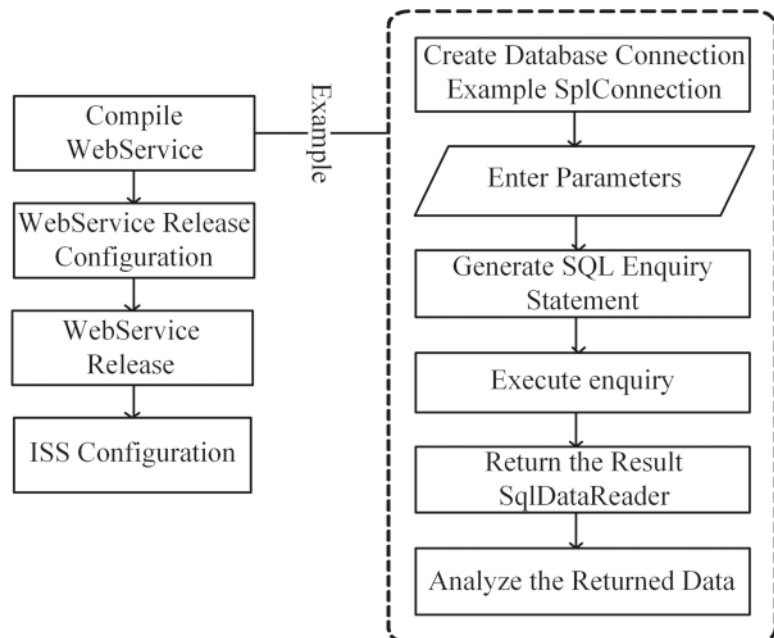 Compile
WebService
WebService Release
Configuration
WebService
Release
ISS Configuration
Example
Create Database Connection
Example SplConnection
Enter Parameters
Generate SQL Enquiry
Statement
Execute enquiry
Return the Result
SqlDataReader
Analyze the Returned Data